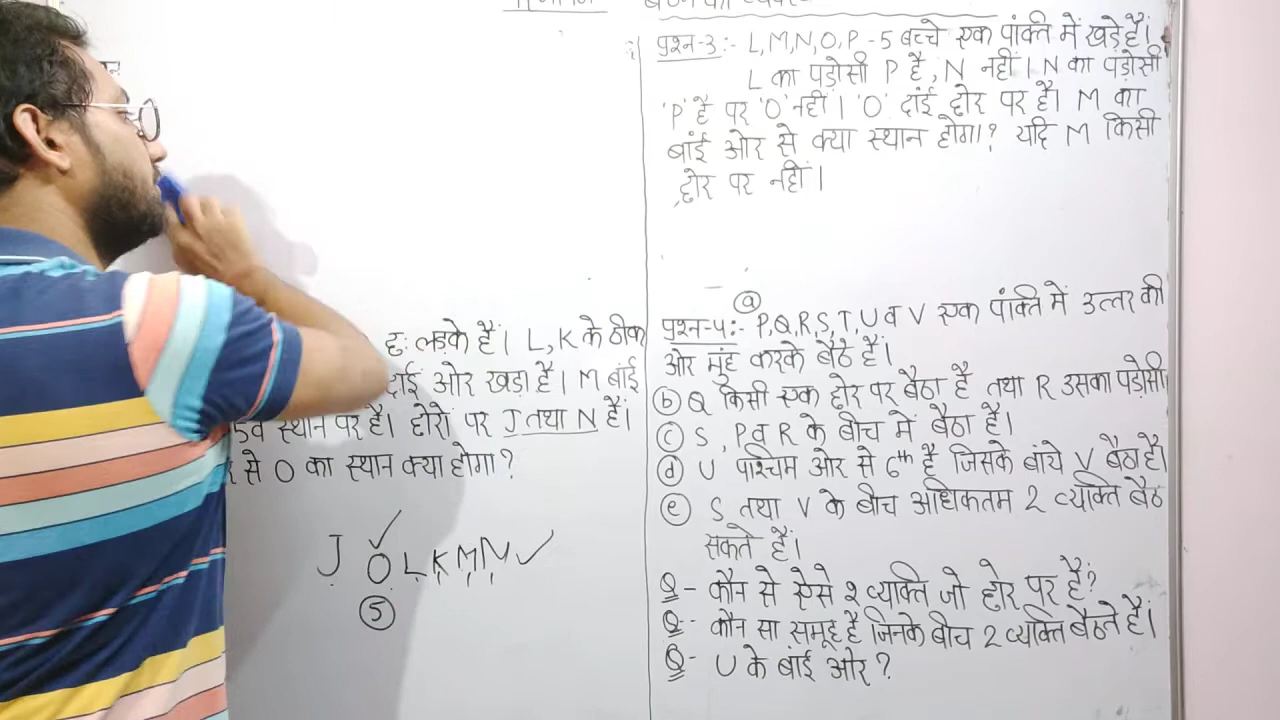 प्रश्न-3:- L,M,N,O,P -5 बच्चे एक पंक्ति में खड़े हैं।
L का पड़ोसी P है, N नहीं। N का पड़ोसी
'P' है पर 'O' नहीं। 'O' दांई छोर पर है। M का
बांई ओर से क्या स्थान होगा? यदि M किसी
छोर पर नहीं।
छः लड़के हैं। L, K के ठीक
दांई ओर खड़ा है। M बांई
5वें स्थान पर है। छोरों पर J तथा N हैं।
से O का स्थान क्या होगा?
J O L K M N
5
a
प्रश्न-4:- P,Q,R,S,T,U व V एक पंक्ति में उत्तर की
ओर मुंह करके बैठे हैं।
b Q किसी एक छोर पर बैठा है तथा R उसका पड़ोसी
c S, P व R के बीच में बैठा है।
d U पश्चिम ओर से 6th है जिसके बांये V बैठा है।
e S तथा V के बीच अधिकतम 2 व्यक्ति बैठ
सकते हैं।
Q - कौन से ऐसे 2 व्यक्ति जो छोर पर हैं?
Q - कौन सा समूह है जिनके बीच 2 व्यक्ति बैठते हैं।
Q - U के बांई ओर?